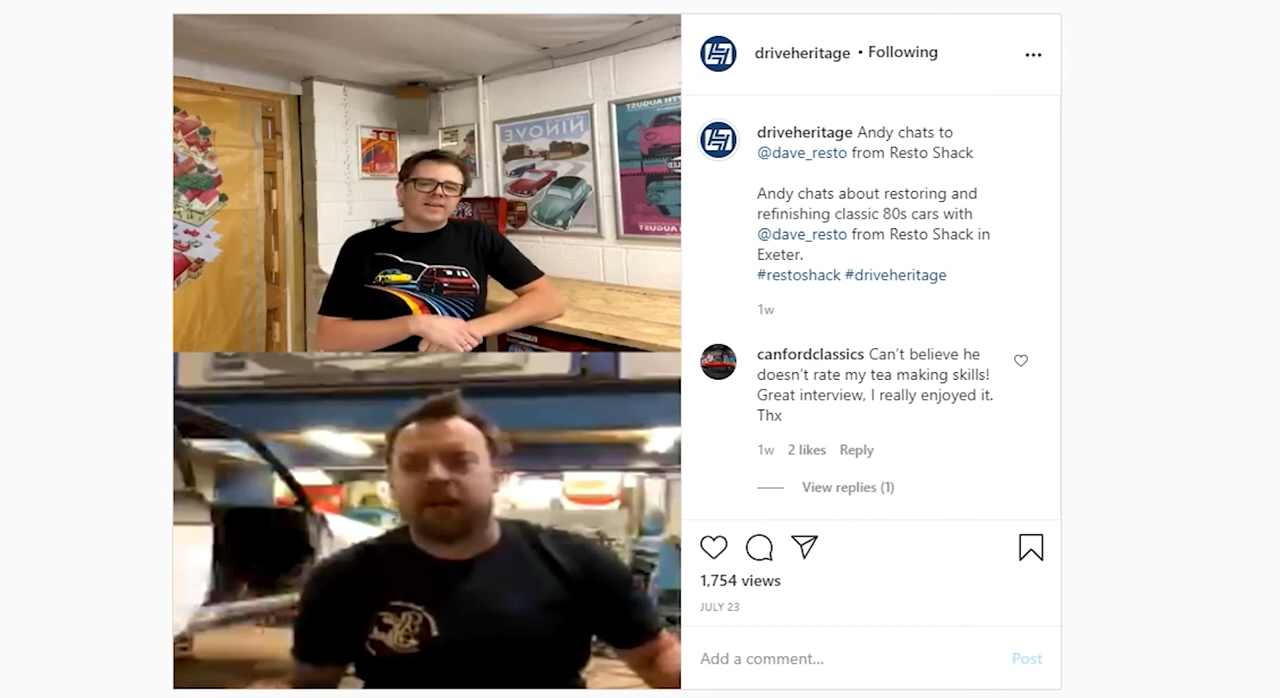 driveheritage • Following
driveheritage Andy chats to
@dave_resto from Resto Shack
Andy chats about restoring and
refinishing classic 80s cars with
@dave_resto from Resto Shack in
Exeter.
#restoshack #driveheritage
1w
canfordclassics Can't believe he
doesn't rate my tea making skills!
Great interview, I really enjoyed it.
Thx
1w 2 likes Reply
View replies (1)
1,754 views
JULY 23
Add a comment... Post
NINOVE
AUGUST